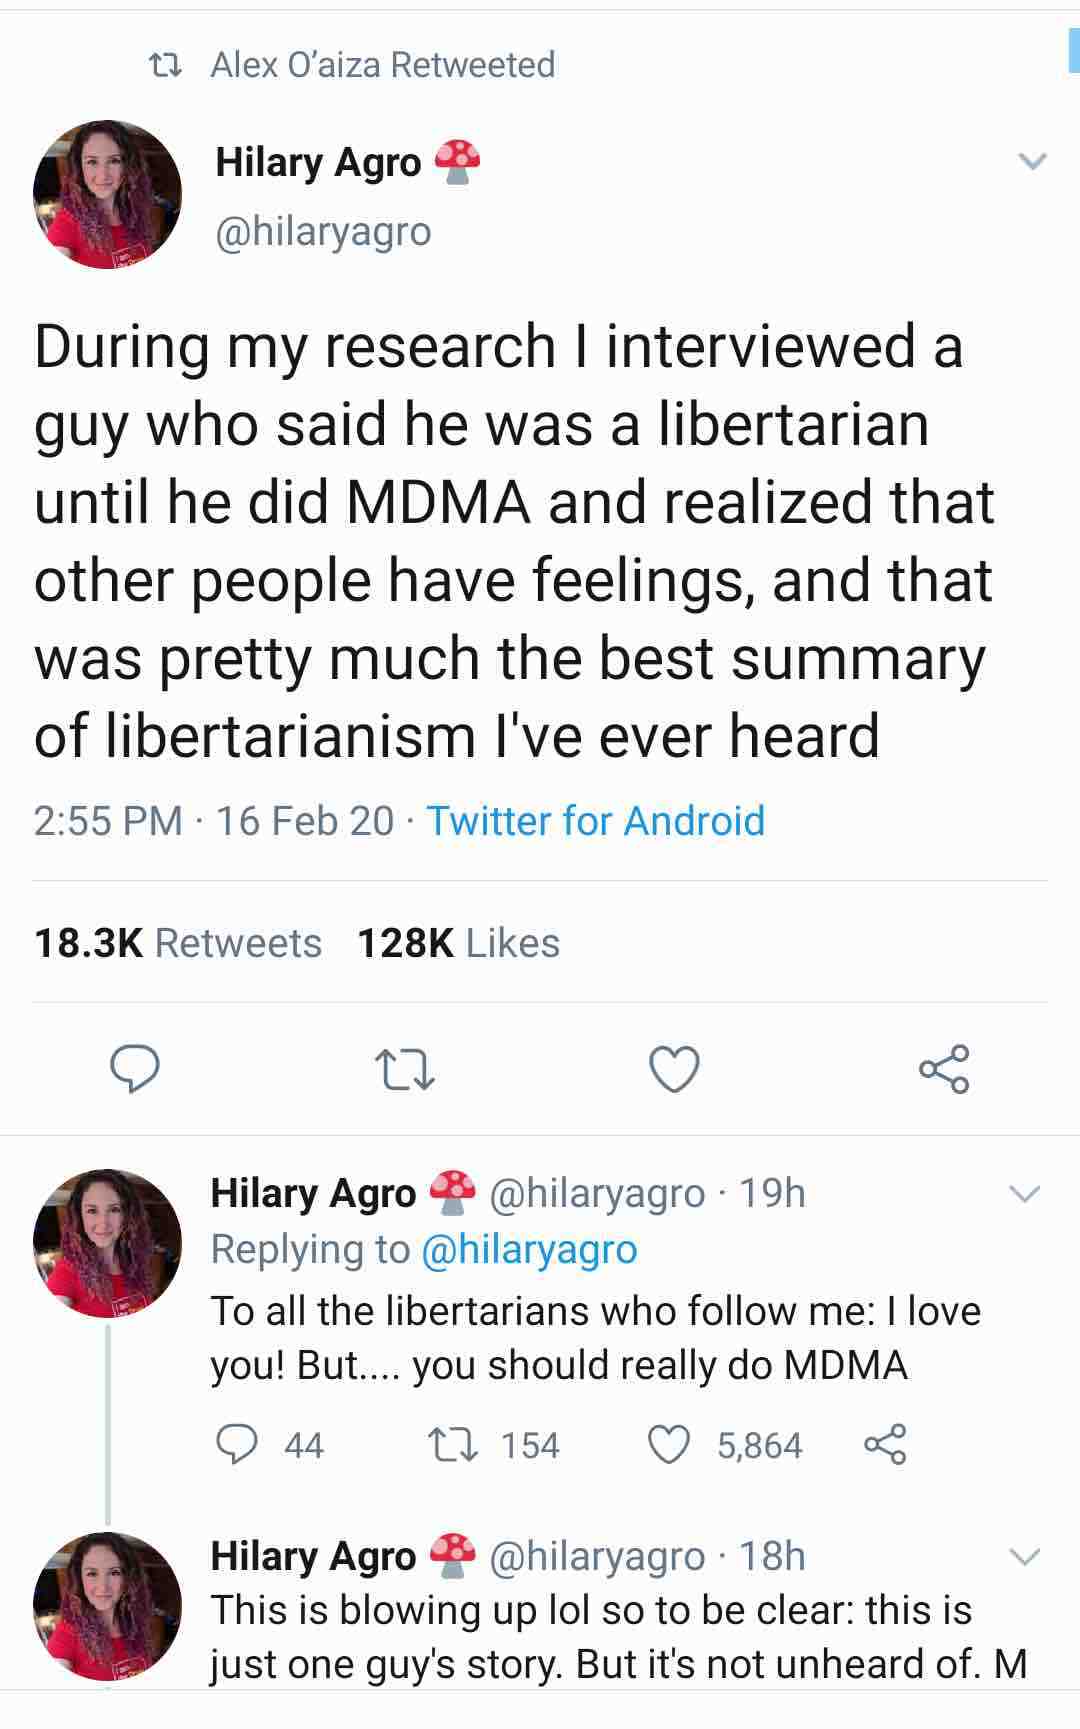 Alex O'aiza Retweeted
Hilary Agro 🍄
@hilaryagro
During my research I interviewed a
guy who said he was a libertarian
until he did MDMA and realized that
other people have feelings, and that
was pretty much the best summary
of libertarianism I've ever heard
2:55 PM · 16 Feb 20 · Twitter for Android
18.3K Retweets 128K Likes
Hilary Agro 🍄 @hilaryagro · 19h
Replying to @hilaryagro
To all the libertarians who follow me: I love
you! But.... you should really do MDMA
44 154 5,864
Hilary Agro 🍄 @hilaryagro · 18h
This is blowing up lol so to be clear: this is
just one guy's story. But it's not unheard of. M